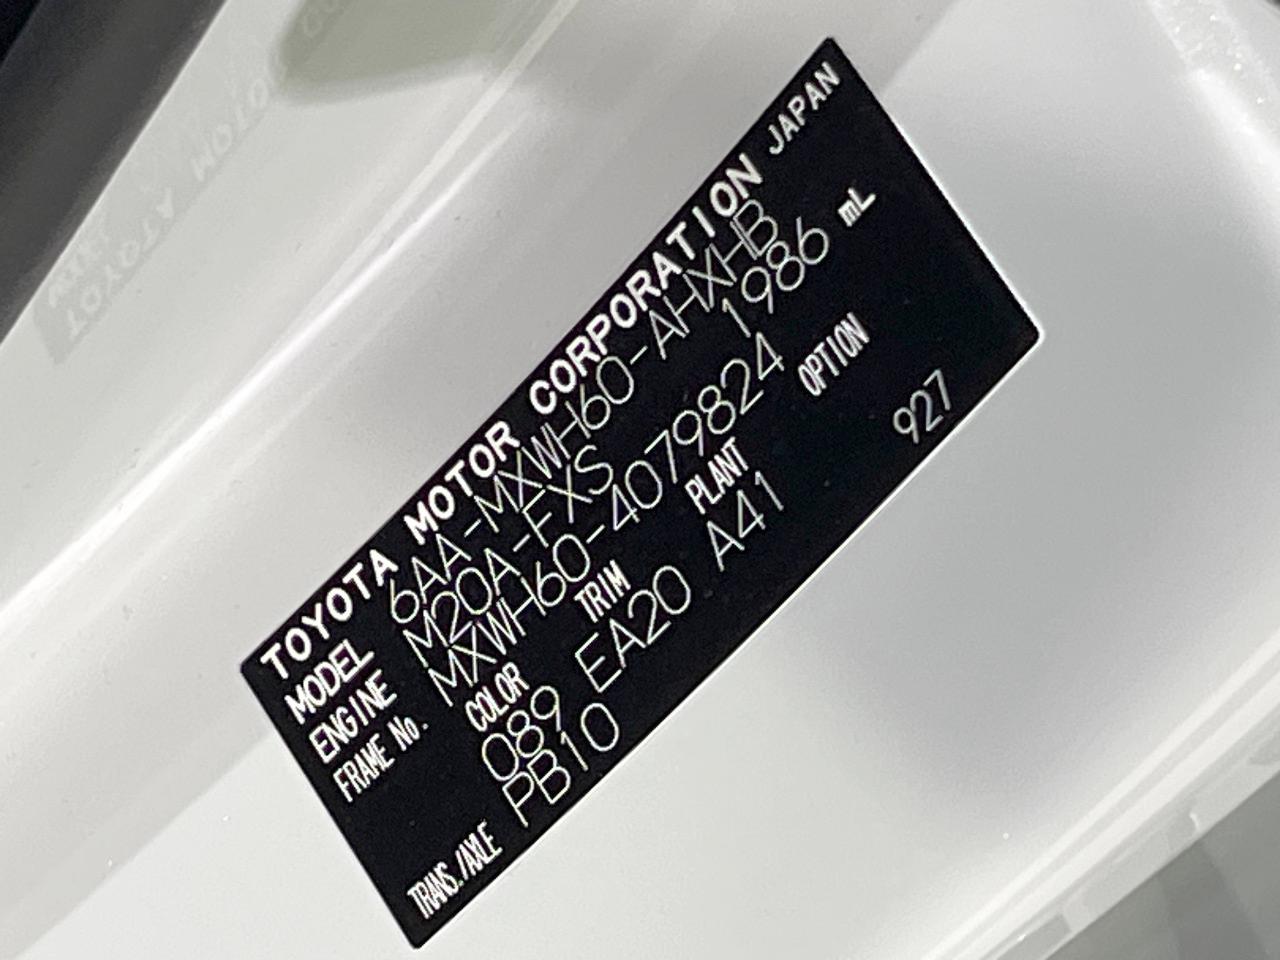 TOYOTA MOTOR CORPORATION JAPAN
MODEL 6AA-MXWH60-AHXHB
ENGINE M20A-FXS 1986 mL
FRAME No. MXWH60-4079824
COLOR TRIM PLANT OPTION
089 EA20 A41
TRANS./AXLE PB10 927